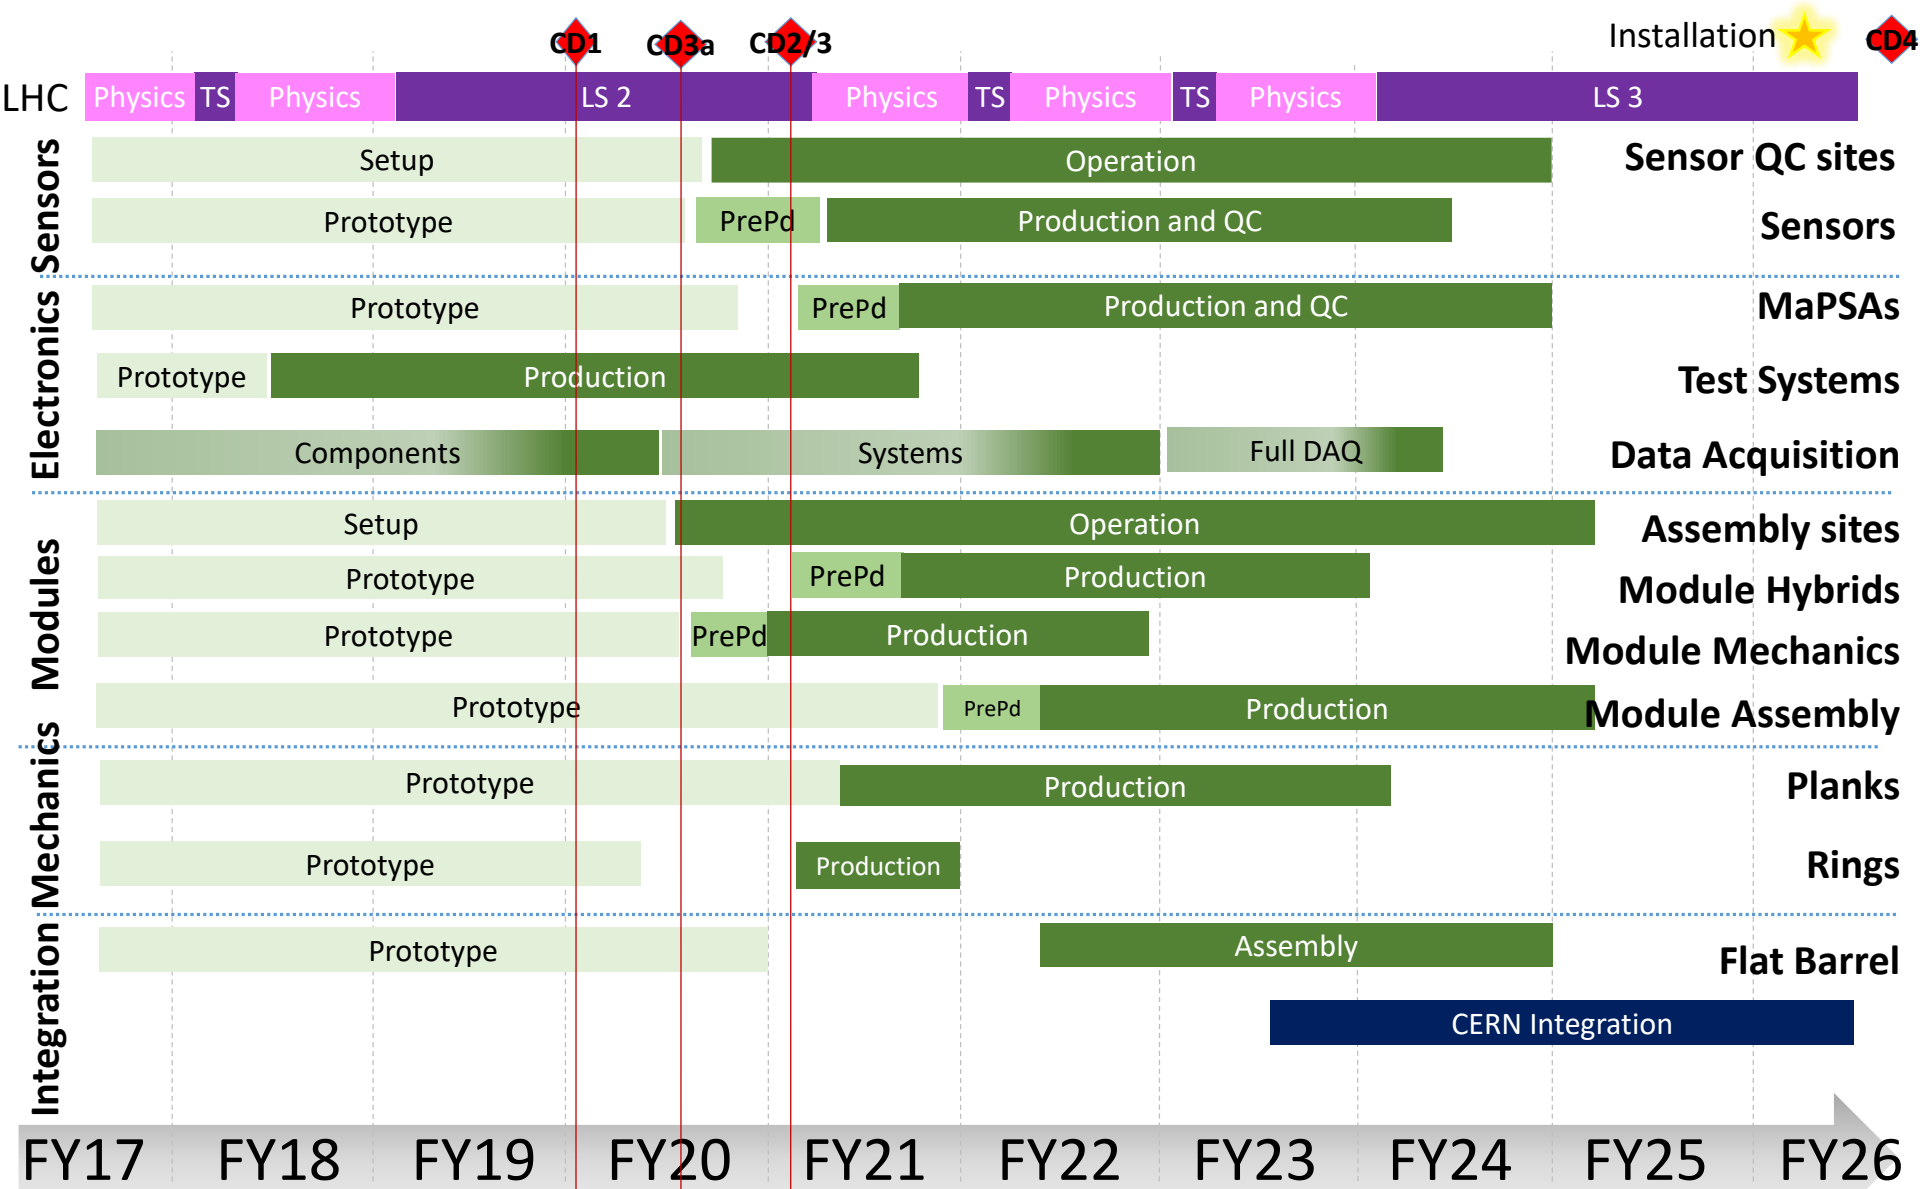 CD1 CD3a CD2/3 Installation CD4
LHC Physics TS Physics LS 2 Physics TS Physics TS Physics LS 3
Sensors
Setup Operation Sensor QC sites
Prototype PrePd Production and QC Sensors
Electronics
Prototype PrePd Production and QC MaPSAs
Prototype Production Test Systems
Components Systems Full DAQ Data Acquisition
Modules
Setup Operation Assembly sites
Prototype PrePd Production Module Hybrids
Prototype PrePd Production Module Mechanics
Prototype PrePd Production Module Assembly
Mechanics
Prototype Production Planks
Prototype Production Rings
Integration
Prototype Assembly Flat Barrel
CERN Integration
FY17 FY18 FY19 FY20 FY21 FY22 FY23 FY24 FY25 FY26